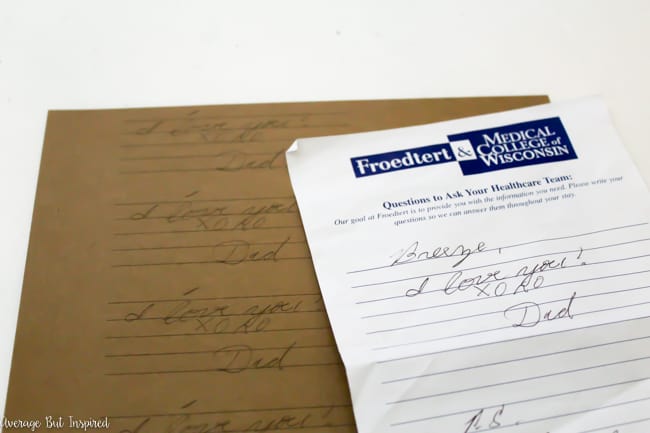 I love you!
XOXO
Dad
I love you!
XOXO
Dad
I love you!
XOXO
Dad
I love you!
Froedtert & MEDICAL COLLEGE of WISCONSIN
Questions to Ask Your Healthcare Team:
Our goal at Froedtert is to provide you with the information you need. Please write your
questions so we can answer them throughout your stay.
Breeze,
I love you!
XOXO
Dad
P.S.
Average But Inspired